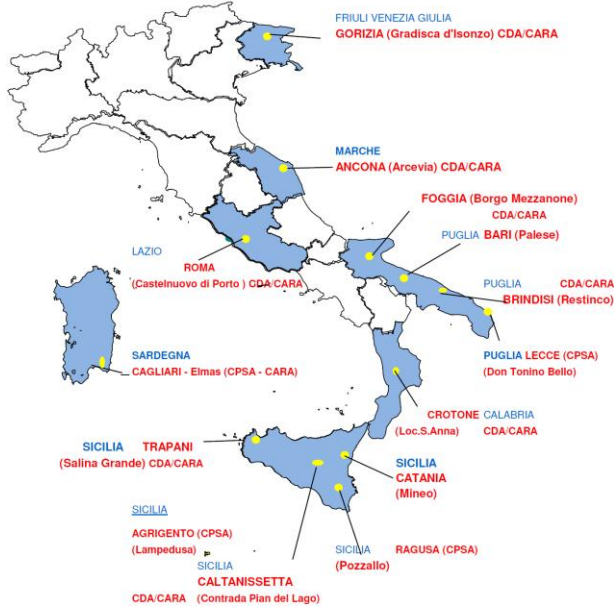 FRIULI VENEZIA GIULIA
GORIZIA (Gradisca d'Isonzo) CDA/CARA
MARCHE
ANCONA (Arcevia) CDA/CARA
FOGGIA (Borgo Mezzanone)
CDA/CARA
PUGLIA BARI (Palese)
LAZIO
ROMA
(Castelnuovo di Porto ) CDA/CARA
PUGLIA CDA/CARA
BRINDISI (Restinco)
SARDEGNA
CAGLIARI - Elmas (CPSA - CARA)
PUGLIA LECCE (CPSA)
(Don Tonino Bello)
CROTONE CALABRIA
(Loc.S.Anna) CDA/CARA
SICILIA TRAPANI
(Salina Grande) CDA/CARA
SICILIA
CATANIA
(Mineo)
SICILIA
AGRIGENTO (CPSA)
(Lampedusa)
SICILIA RAGUSA (CPSA)
(Pozzallo)
SICILIA
CALTANISSETTA
CDA/CARA (Contrada Pian del Lago)